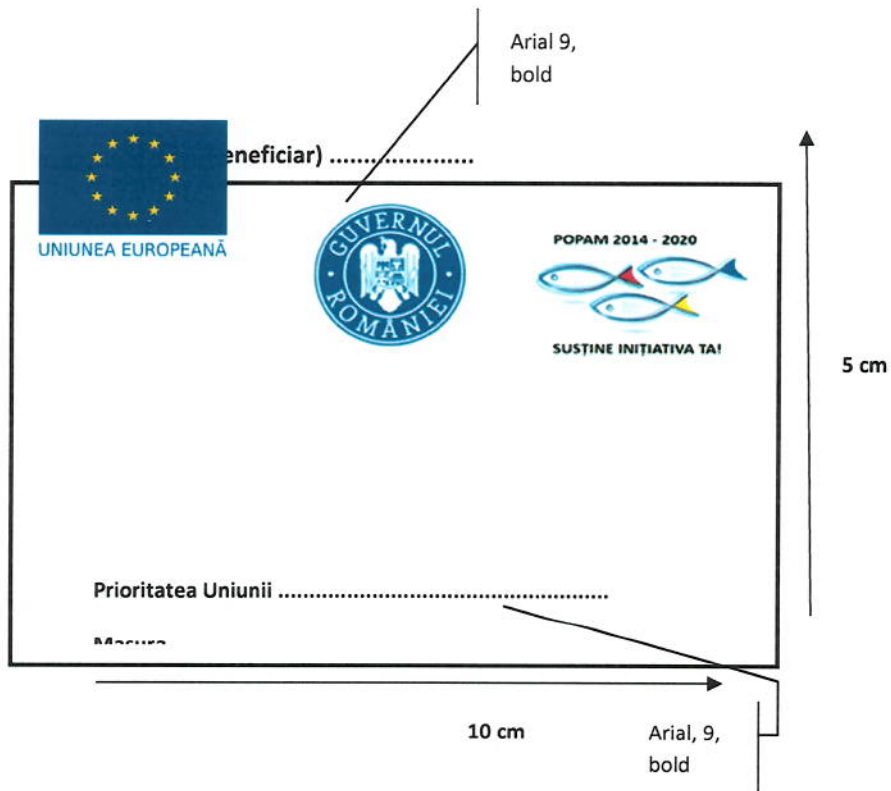 Arial 9,
bold
eneficiar) .......................
UNIUNEA EUROPEANĂ
GUVERNUL ROMÂNIEI
POPAM 2014 - 2020
SUSȚINE INIȚIATIVA TA!
5 cm
Prioritatea Uniunii .....................................................
Masura
10 cm
Arial, 9,
bold